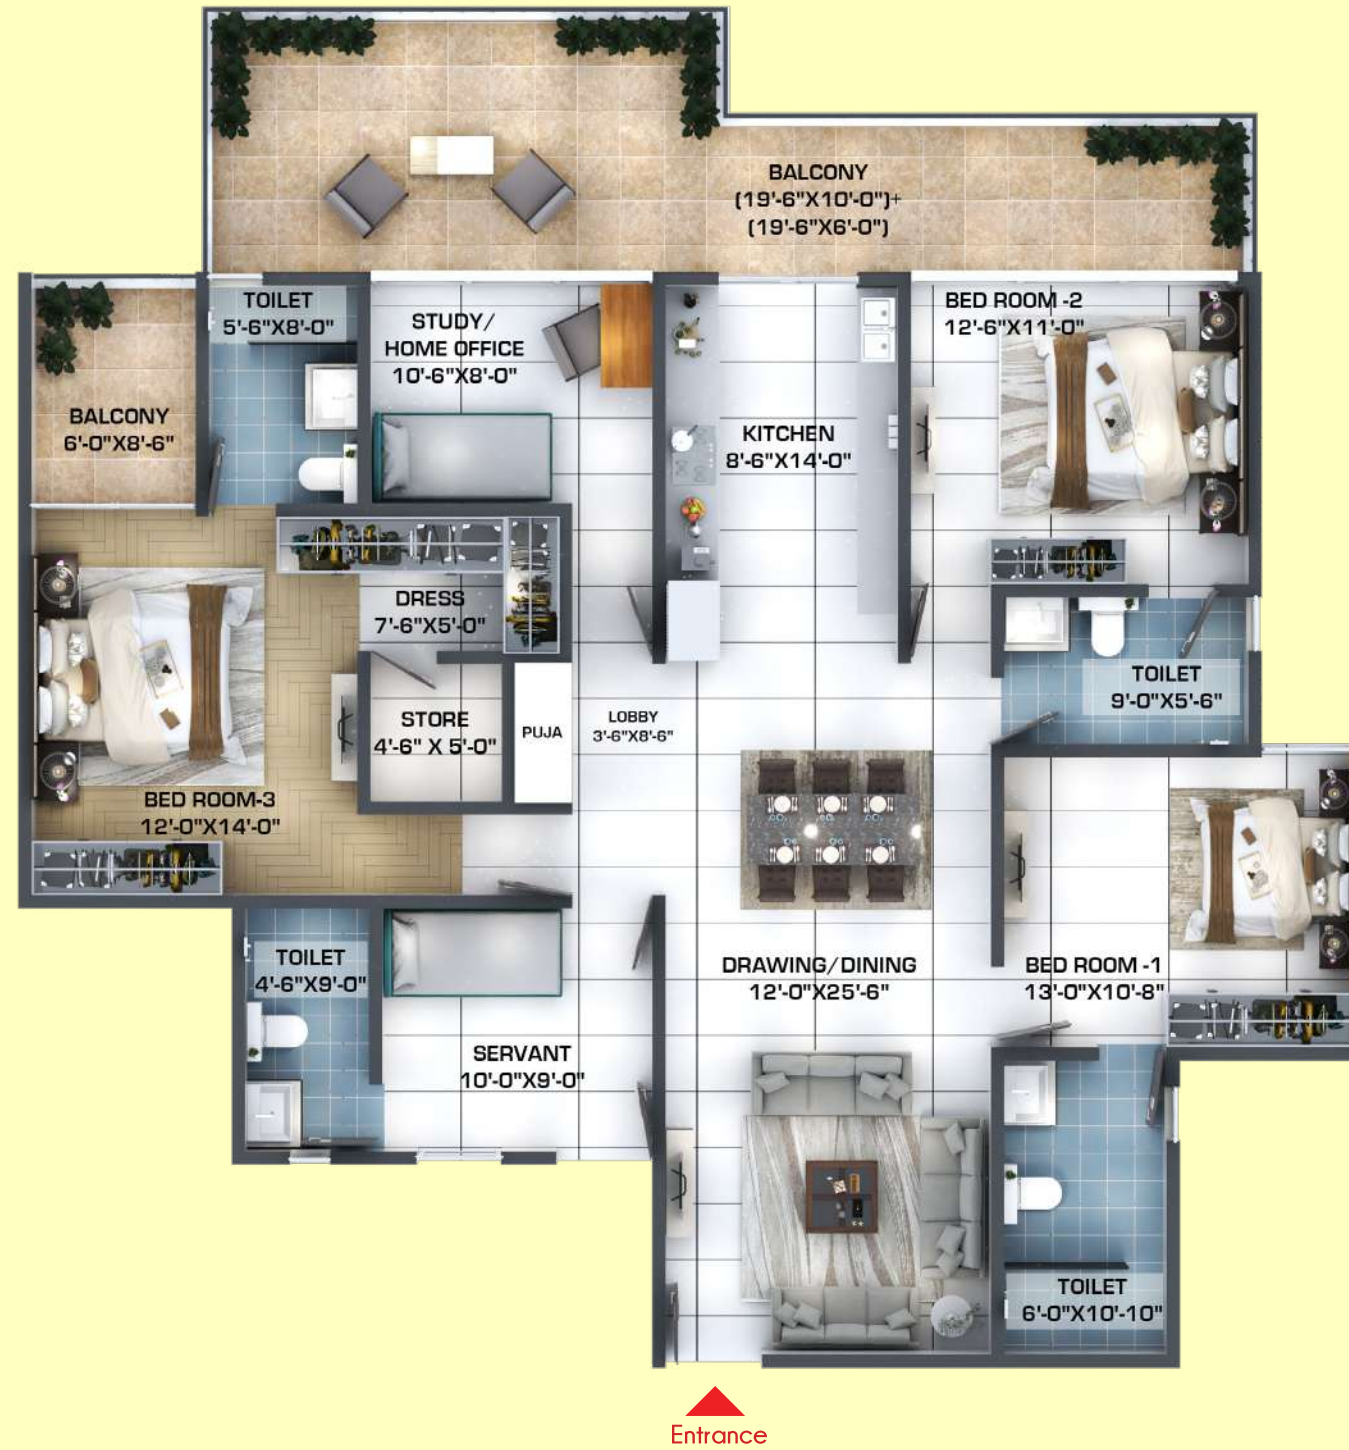 BALCONY
(19'-6"X10'-0")+
(19'-6"X6'-0")
TOILET
5'-6"X8'-0"
STUDY/
HOME OFFICE
10'-6"X8'-0"
BED ROOM -2
12'-6"X11'-0"
BALCONY
6'-0"X8'-6"
KITCHEN
8'-6"X14'-0"
DRESS
7'-6"X5'-0"
TOILET
9'-0"X5'-6"
STORE
4'-6" X 5'-0"
PUJA
LOBBY
3'-6"X8'-6"
BED ROOM-3
12'-0"X14'-0"
TOILET
4'-6"X9'-0"
DRAWING/DINING
12'-0"X25'-6"
BED ROOM -1
13'-0"X10'-8"
SERVANT
10'-0"X9'-0"
TOILET
6'-0"X10'-10"
Entrance